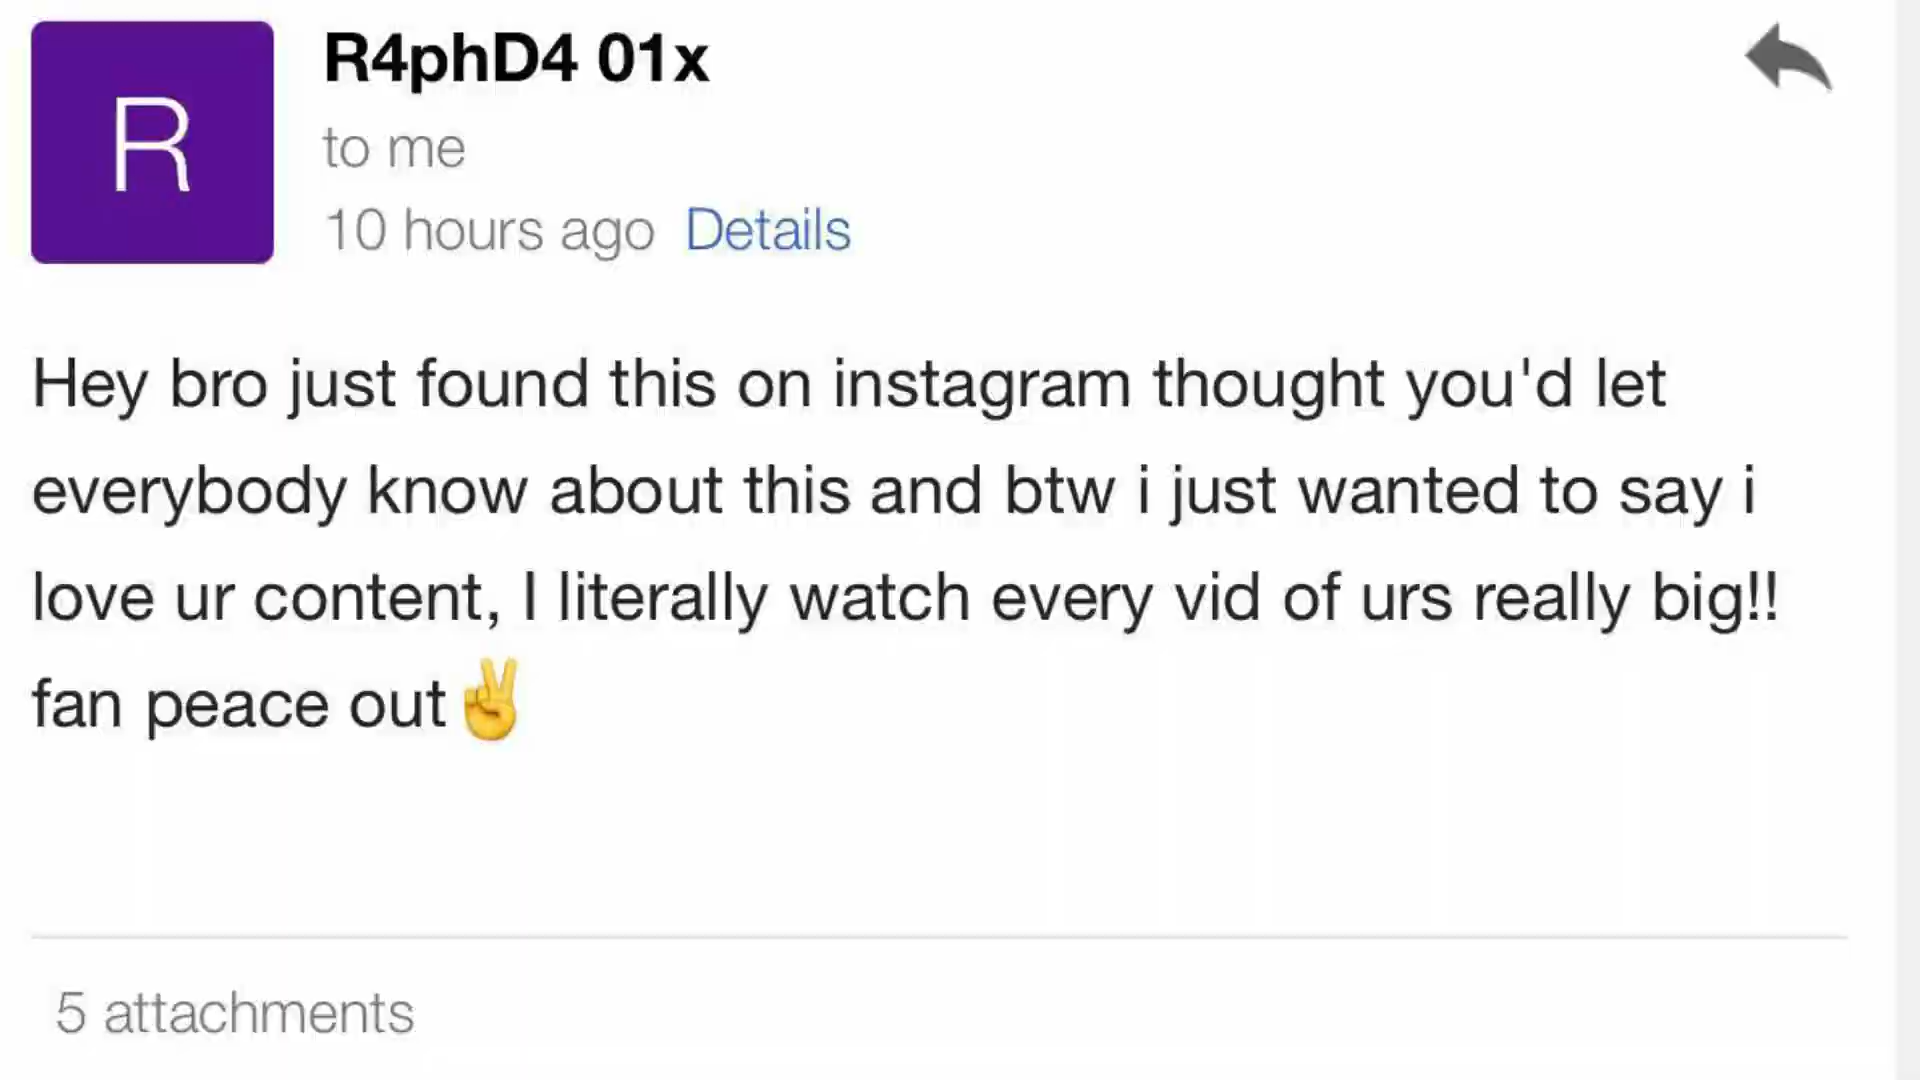 R
R4phD4 01x
to me
10 hours ago Details
Hey bro just found this on instagram thought you'd let
everybody know about this and btw i just wanted to say i
love ur content, I literally watch every vid of urs really big!!
fan peace out✌
5 attachments